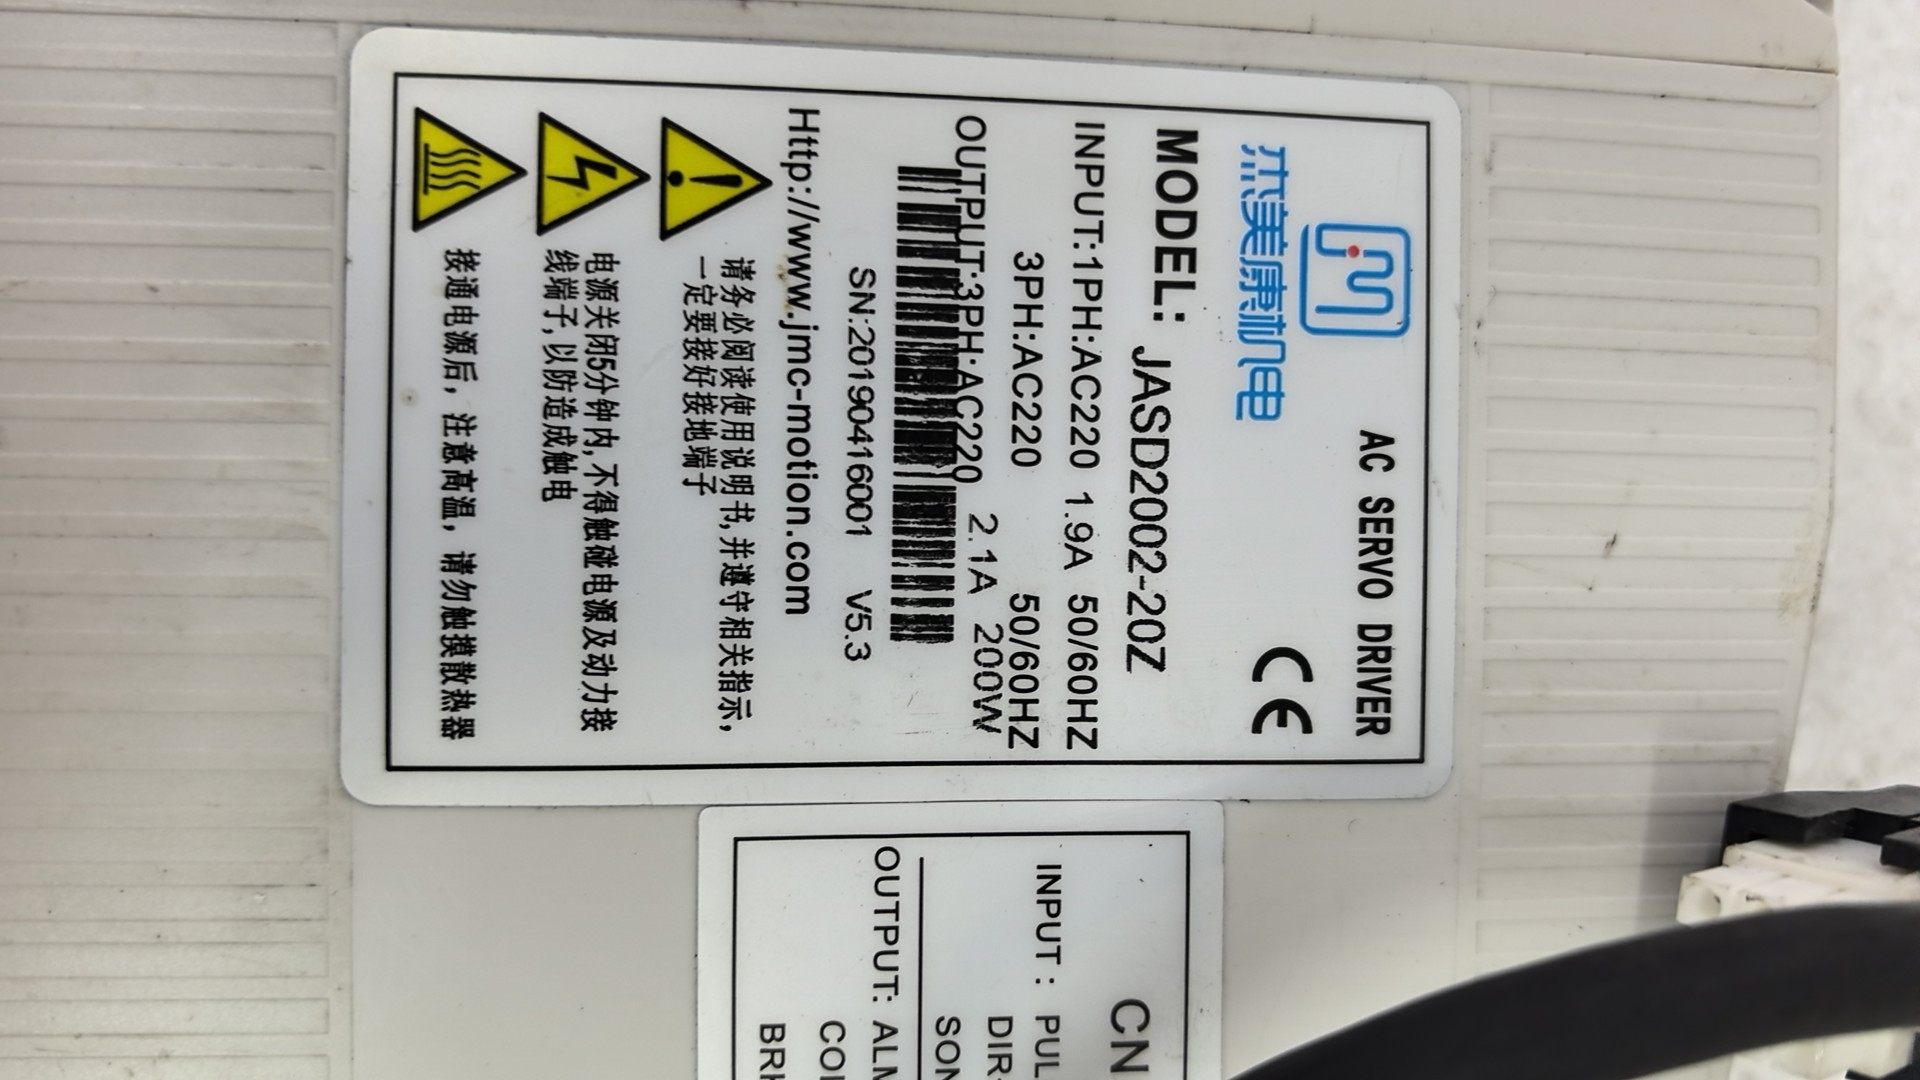 AC SERVO DRIVER
杰美康机电
CE
MODEL: JASD2002-20Z
INPUT:1PH:AC220 1.9A 50/60HZ
3PH:AC220 50/60HZ
OUTPUT:3PH:AC220 2.1A 200W
SN:20190416001 V5.3
Http://www.jmc-motion.com
请务必阅读使用说明书,并遵守相关指示,
一定要接好接地端子
电源关闭5分钟内,不得触碰电源及动力接
线端子,以防造成触电
接通电源后，注意高温，请勿触摸散热器
CN
INPUT: PUL
DIR
SON
OUTPUT: ALM
CO
BR